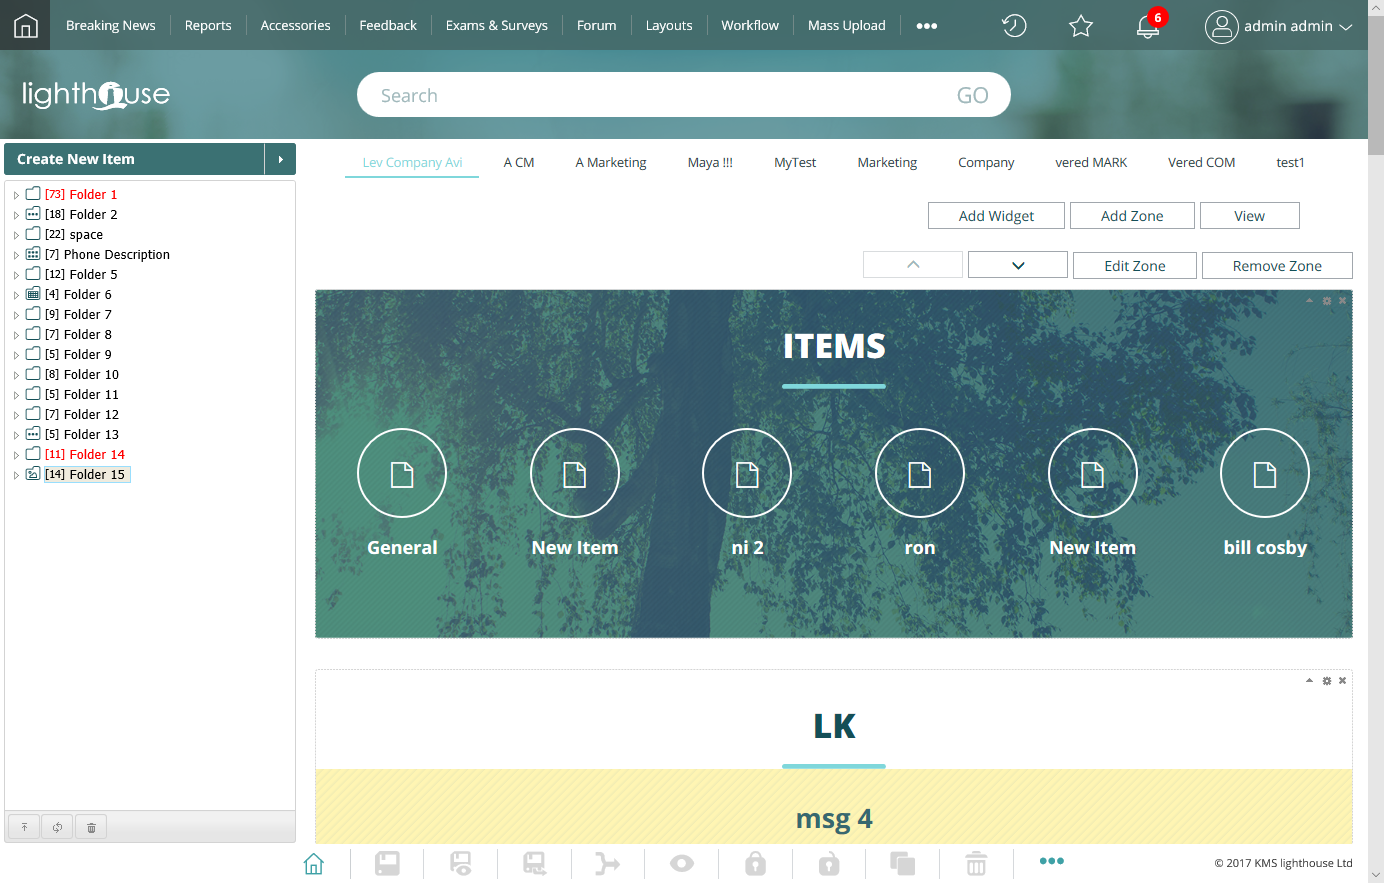 Breaking News Reports Accessories Feedback Exams & Surveys Forum Layouts Workflow Mass Upload 6 admin admin
lighthouse Search GO
Create New Item
[73] Folder 1
[18] Folder 2
[22] space
[7] Phone Description
[12] Folder 5
[4] Folder 6
[9] Folder 7
[7] Folder 8
[5] Folder 9
[8] Folder 10
[5] Folder 11
[7] Folder 12
[5] Folder 13
[11] Folder 14
[14] Folder 15
Lev Company Avi A CM A Marketing Maya !!! MyTest Marketing Company vered MARK Vered COM test1
Add Widget Add Zone View
Edit Zone Remove Zone
ITEMS
General New Item ni 2 ron New Item bill cosby
LK
msg 4
© 2017 KMS lighthouse Ltd